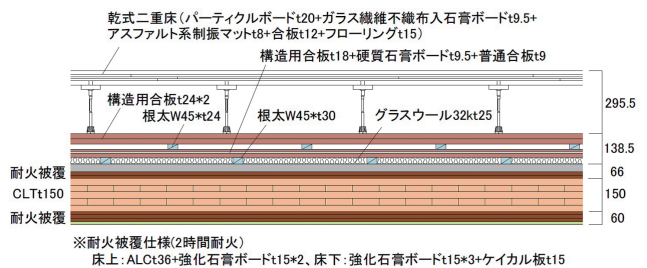 乾式二重床(パーティクルボードt20+ガラス繊維不織布入石膏ボードt9.5+
アスファルト系制振マットt8+合板t12+フローリングt15)
構造用合板t18+硬質石膏ボードt9.5+普通合板t9
構造用合板t24*2
根太W45*t24
根太W45*t30
グラスウール32kt25
295.5
138.5
耐火被覆
66
CLTt150
150
耐火被覆
60
※耐火被覆仕様(2時間耐火)
床上:ALCt36+強化石膏ボードt15*2、床下:強化石膏ボードt15*3+ケイカル板t15